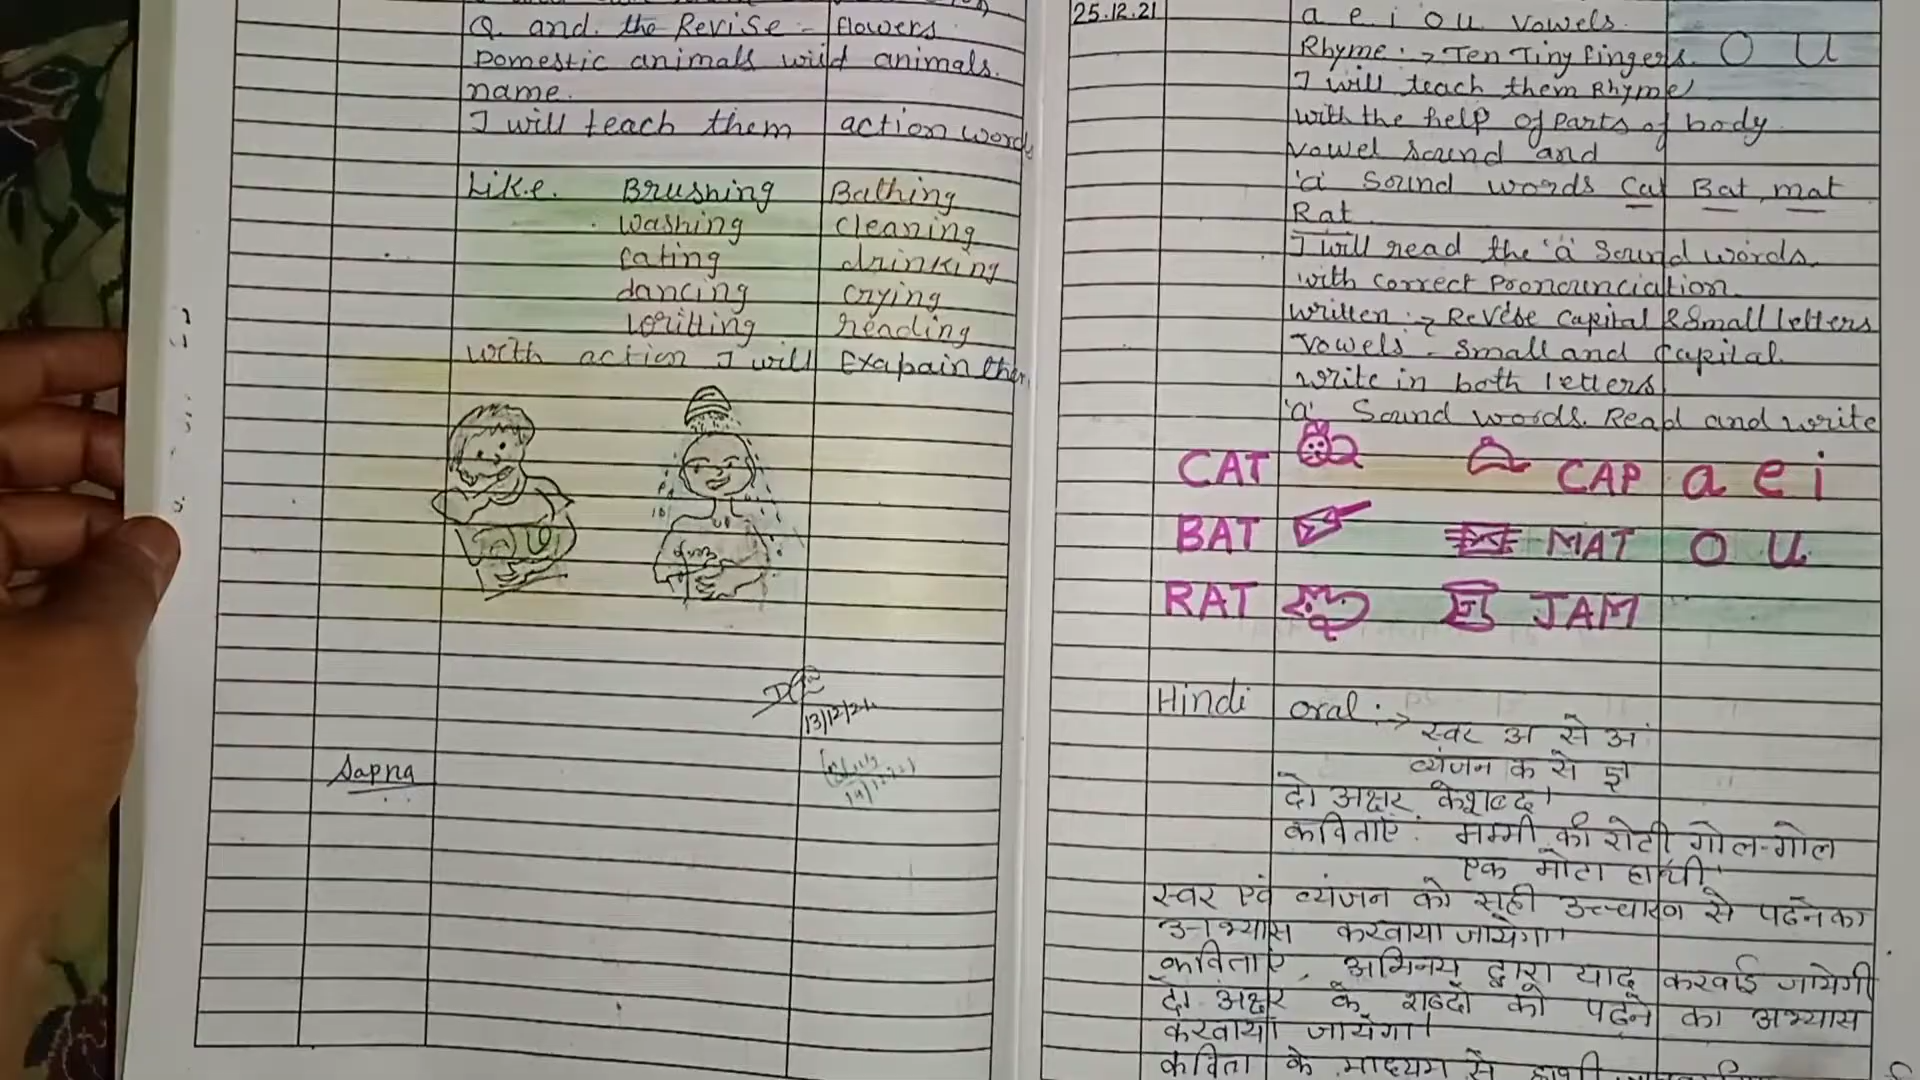 Q. and. the Revise - flowers.
Domestic animals wild animals.
name.
I will teach them action words
Like. Brushing Bathing
washing cleaning
eating drinking
dancing crying
writting reading
with action I will Exapain them
13/12/21.
Sapna
25.12.21
a e i o u vowels.
Rhyme :→ Ten Tiny fingers. O U
I will teach them Rhyme
with the help of parts of body
vowel sound and
'a' Sound words Cat Bat, mat
Rat
I will read the 'a' Sound words.
with correct Pronounciation
written :→ Revise Capital & Small letters
Vowels - Small and Capital.
write in both letters
'a' Sound words. Read and write
CAT CAP a e i
BAT MAT O U
RAT JAM
Hindi oral :→
स्वर अ से अं
व्यंजन क से ज्ञ
दो अक्षर के शब्द।
कविताएं : मम्मी की रोटी गोल-गोल
एक मोटा हाथी।
स्वर एवं व्यंजन को सही उच्चारण से पढ़ने का
अभ्यास करवाया जायेगा।
कविताएं, अभिनय द्वारा याद करवाई जायेगी
दो अक्षर के शब्दों को पढ़ने का अभ्यास
करवाया जायेगा।
कविता के माध्यम से